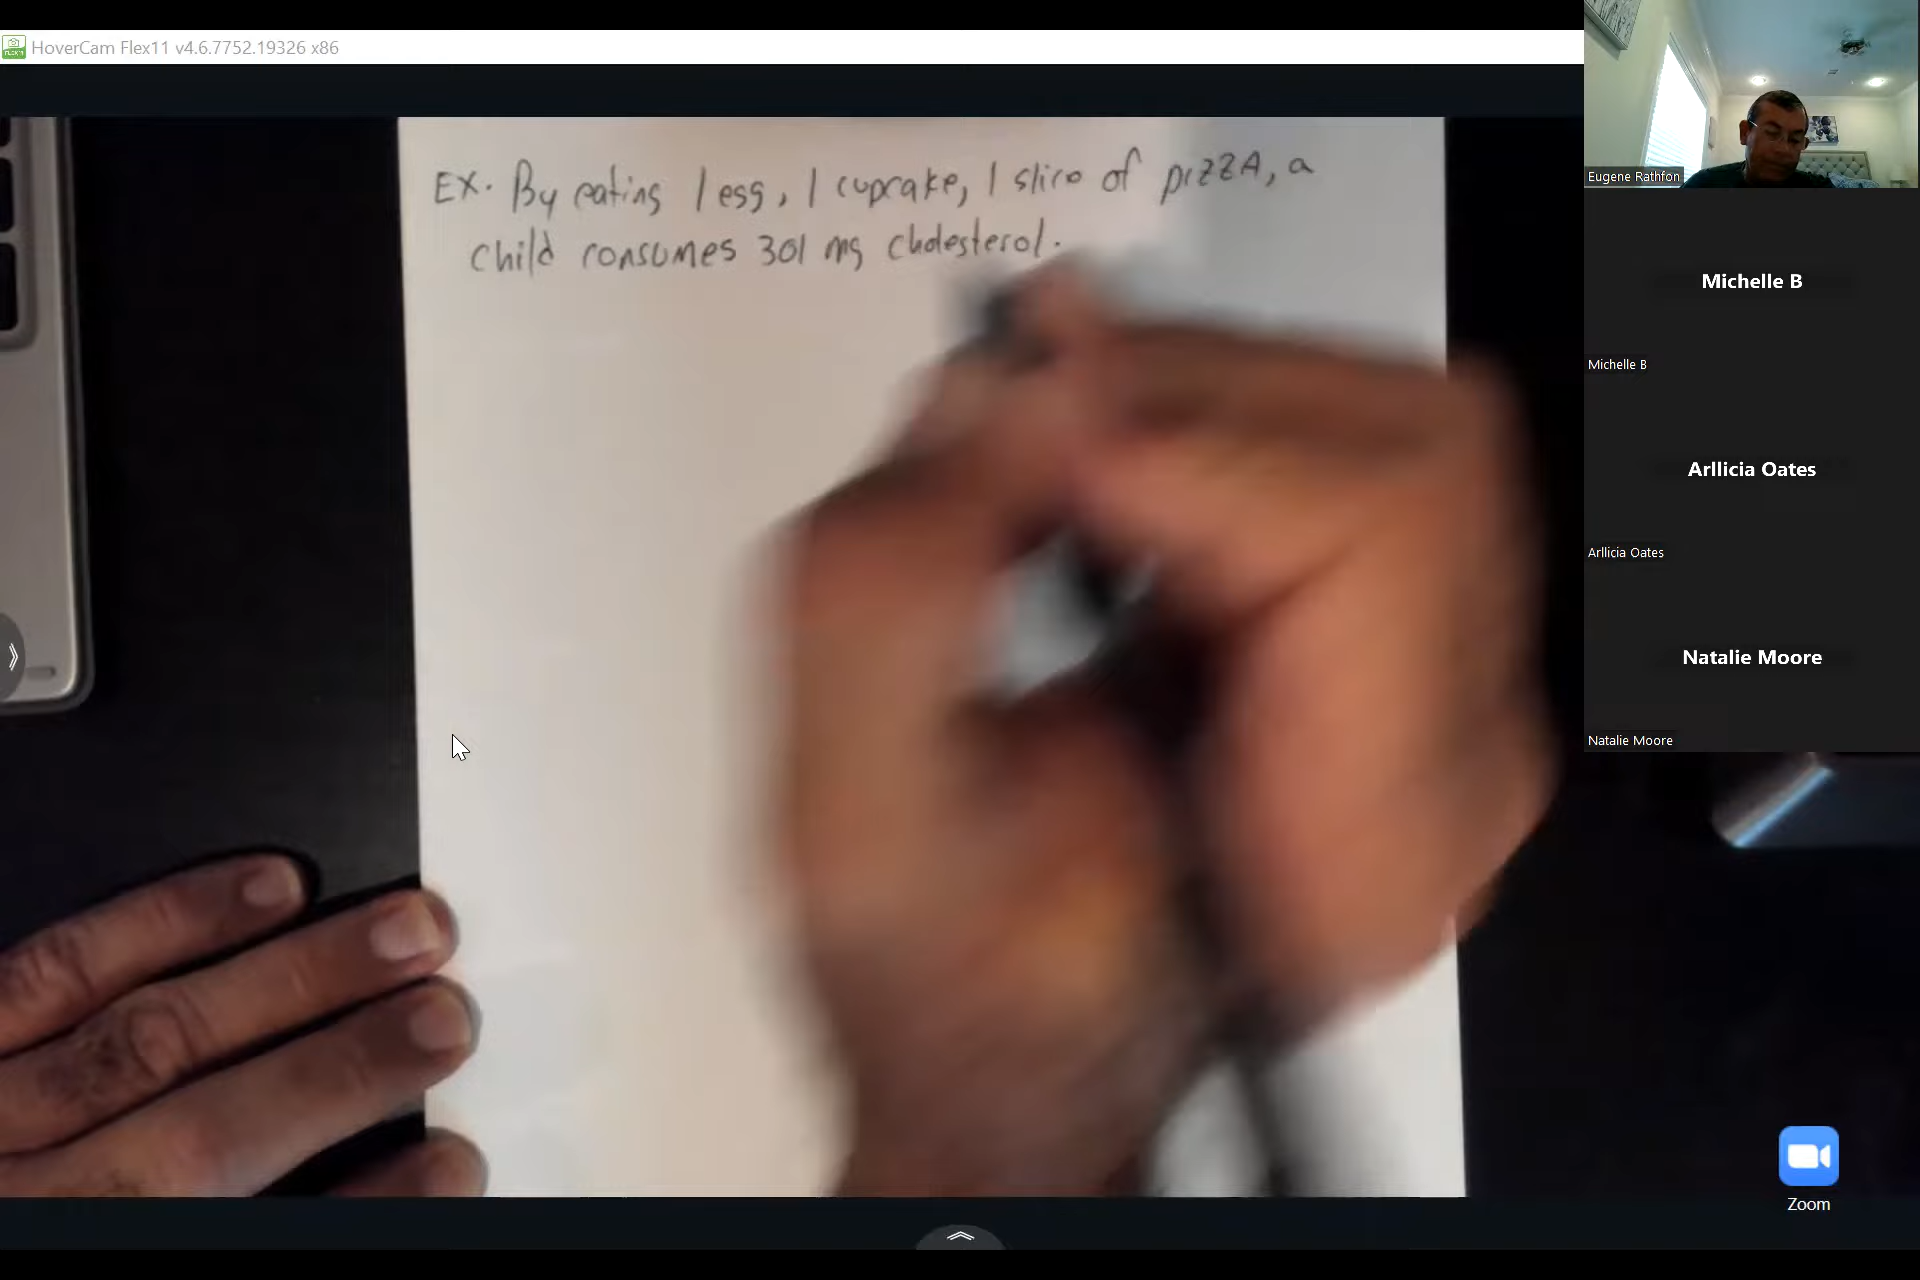 HoverCam Flex11 v4.6.7752.19326 x86
EX. By eating 1 egg, 1 cupcake, 1 slice of pizzA, a
child consumes 301 mg cholesterol.
Eugene Rathfon
Michelle B
Michelle B
Arllicia Oates
Arllicia Oates
Natalie Moore
Natalie Moore
Zoom